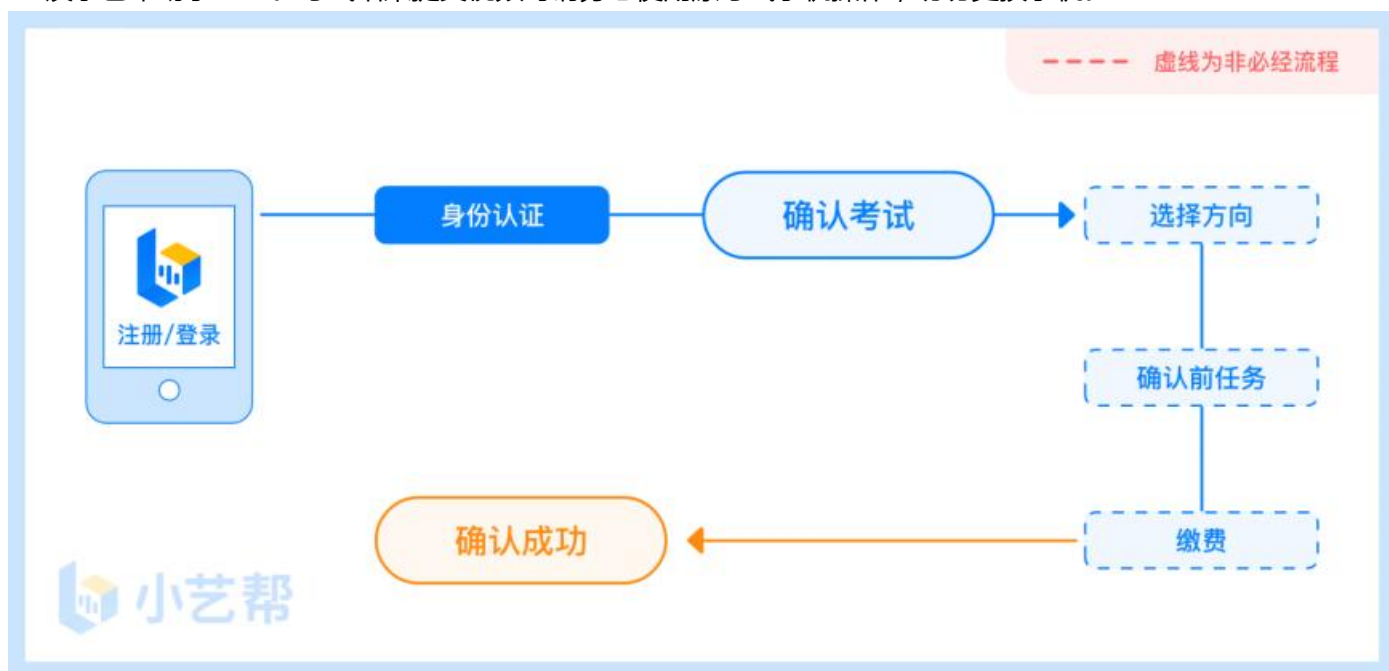 虚线为非必经流程
身份认证
确认考试
选择方向
注册/登录
确认前任务
缴费
确认成功
小艺帮